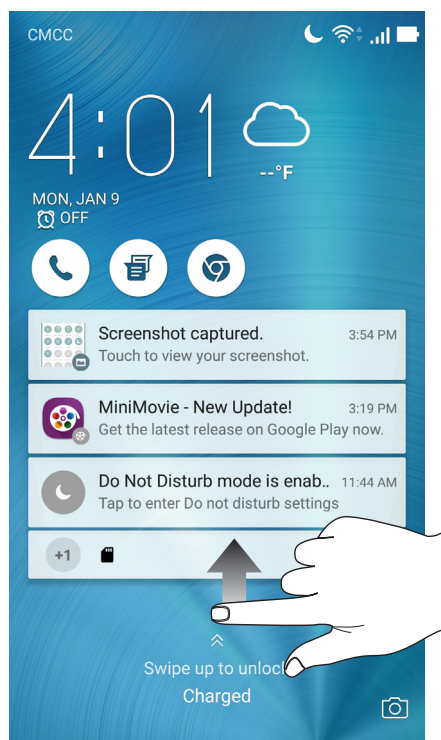 CMCC
4:01
--°F
MON, JAN 9
OFF
Screenshot captured. 3:54 PM
Touch to view your screenshot.
MiniMovie - New Update! 3:19 PM
Get the latest release on Google Play now.
Do Not Disturb mode is enab.. 11:44 AM
Tap to enter Do not disturb settings
+1
Swipe up to unlock
Charged